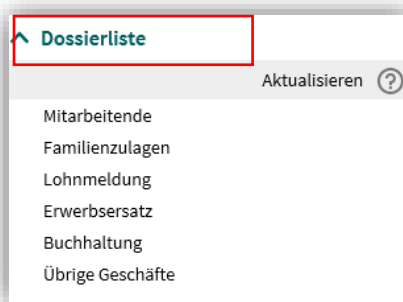 Dossierliste
Aktualisieren ?
Mitarbeitende
Familienzulagen
Lohnmeldung
Erwerbsersatz
Buchhaltung
Übrige Geschäfte